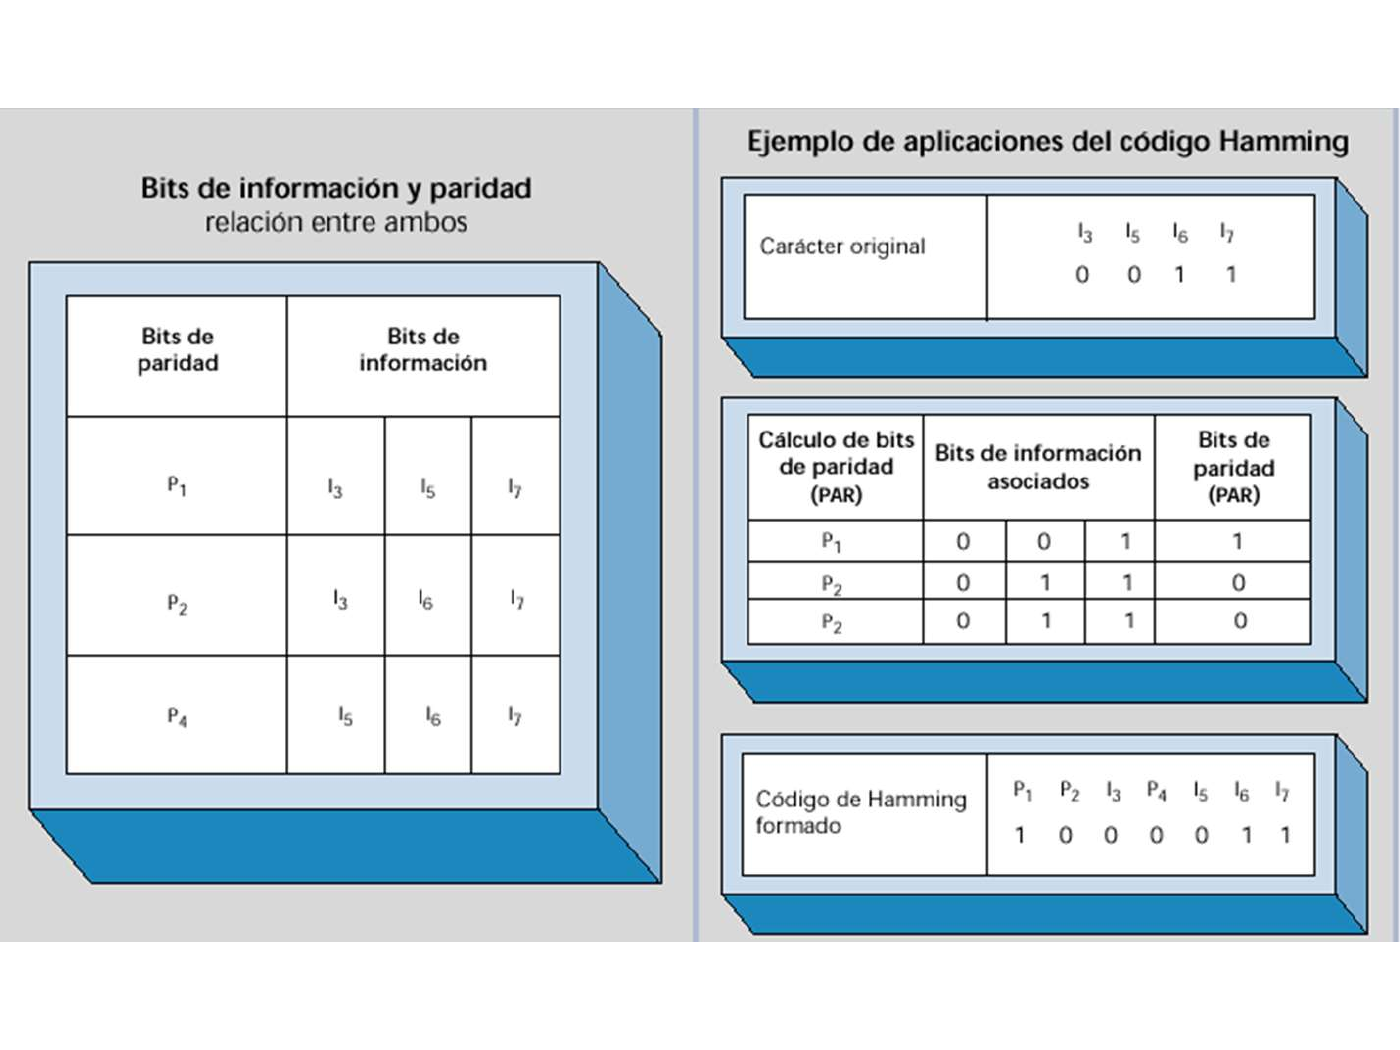 Bits de información y paridad
relación entre ambos
Bits de paridad
Bits de información
P₁ I₃ I₅ I₇
P₂ I₃ I₆ I₇
P₄ I₅ I₆ I₇
Ejemplo de aplicaciones del código Hamming
Carácter original
I₃ I₅ I₆ I₇
0 0 1 1
Cálculo de bits de paridad (PAR)
Bits de información asociados
Bits de paridad (PAR)
P₁ 0 0 1 1
P₂ 0 1 1 0
P₂ 0 1 1 0
Código de Hamming formado
P₁ P₂ I₃ P₄ I₅ I₆ I₇
1 0 0 0 0 1 1